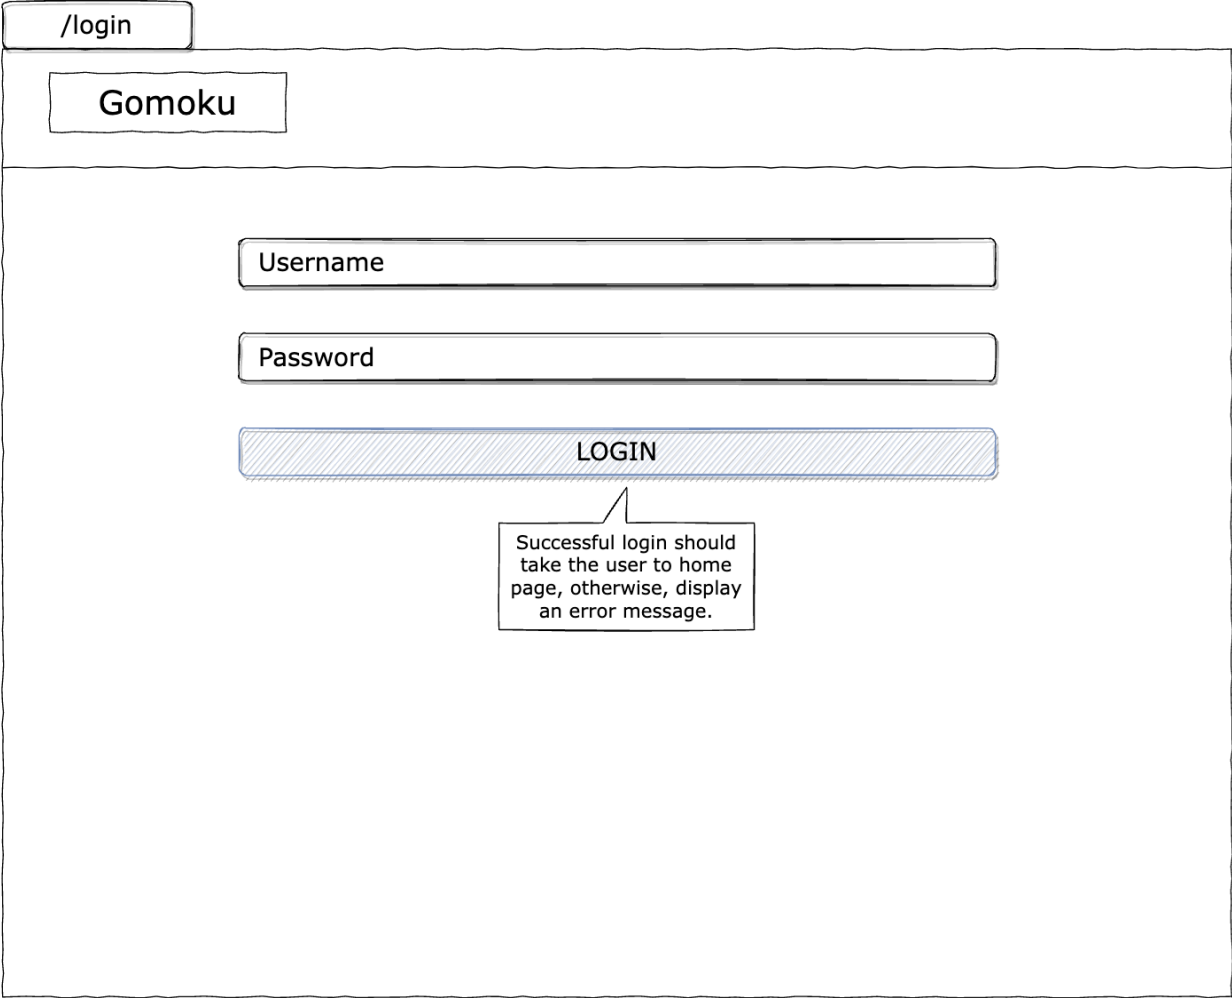 /login
Gomoku
Username
Password
LOGIN
Successful login should
take the user to home
page, otherwise, display
an error message.